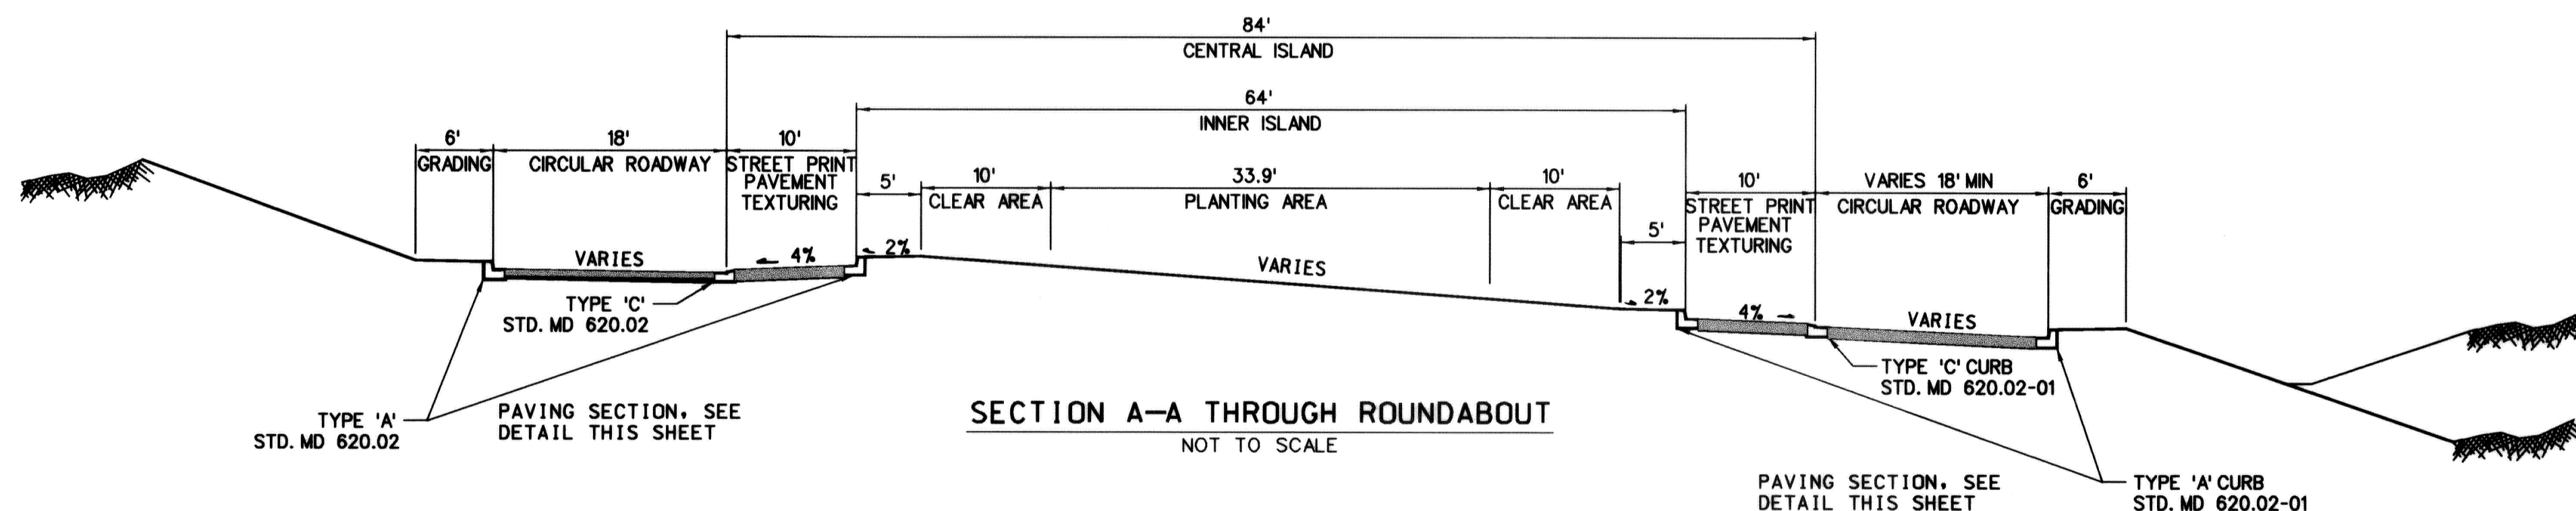 84'
CENTRAL ISLAND
64'
INNER ISLAND
6'
GRADING
18'
CIRCULAR ROADWAY
10'
STREET PRINT
PAVEMENT
TEXTURING
5'
10'
CLEAR AREA
33.9'
PLANTING AREA
10'
CLEAR AREA
5'
10'
STREET PRINT
PAVEMENT
TEXTURING
VARIES 18' MIN
CIRCULAR ROADWAY
6'
GRADING
VARIES
4%
2%
VARIES
2%
4%
VARIES
TYPE 'C'
STD. MD 620.02
TYPE 'A'
STD. MD 620.02
PAVING SECTION, SEE
DETAIL THIS SHEET
SECTION A-A THROUGH ROUNDABOUT
NOT TO SCALE
TYPE 'C' CURB
STD. MD 620.02-01
PAVING SECTION, SEE
DETAIL THIS SHEET
TYPE 'A' CURB
STD. MD 620.02-01